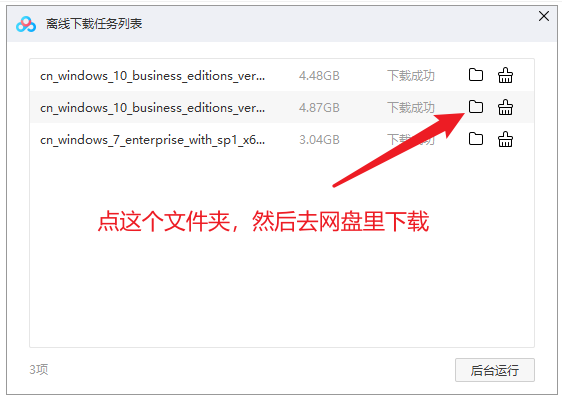 离线下载任务列表
cn_windows_10_business_editions_ver... 4.48GB 下载成功
cn_windows_10_business_editions_ver... 4.87GB 下载成功
cn_windows_7_enterprise_with_sp1_x6... 3.04GB 下载成功
点这个文件夹，然后去网盘里下载
3项 后台运行